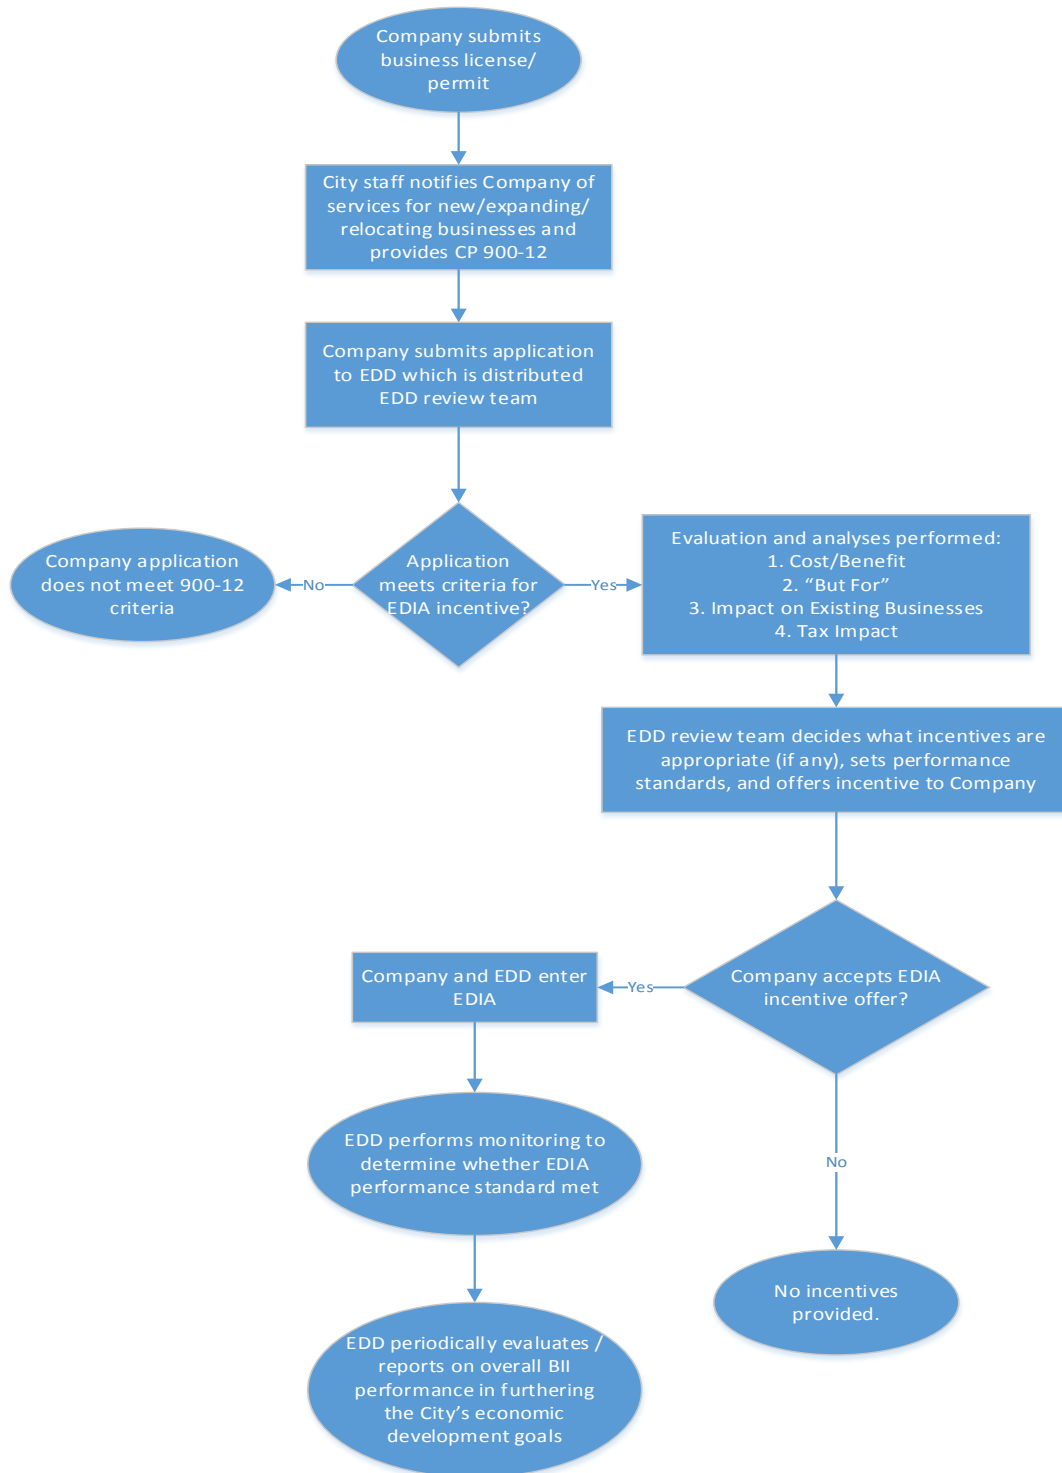 Company submits
business license/
permit
City staff notifies Company of
services for new/expanding/
relocating businesses and
provides CP 900-12
Company submits application
to EDD which is distributed
EDD review team
Application
meets criteria for
EDIA incentive?
No
Company application
does not meet 900-12
criteria
Yes
Evaluation and analyses performed:
1. Cost/Benefit
2. “But For”
3. Impact on Existing Businesses
4. Tax Impact
EDD review team decides what incentives are
appropriate (if any), sets performance
standards, and offers incentive to Company
Company accepts EDIA
incentive offer?
Yes
Company and EDD enter
EDIA
EDD performs monitoring to
determine whether EDIA
performance standard met
EDD periodically evaluates /
reports on overall BII
performance in furthering
the City’s economic
development goals
No
No incentives
provided.